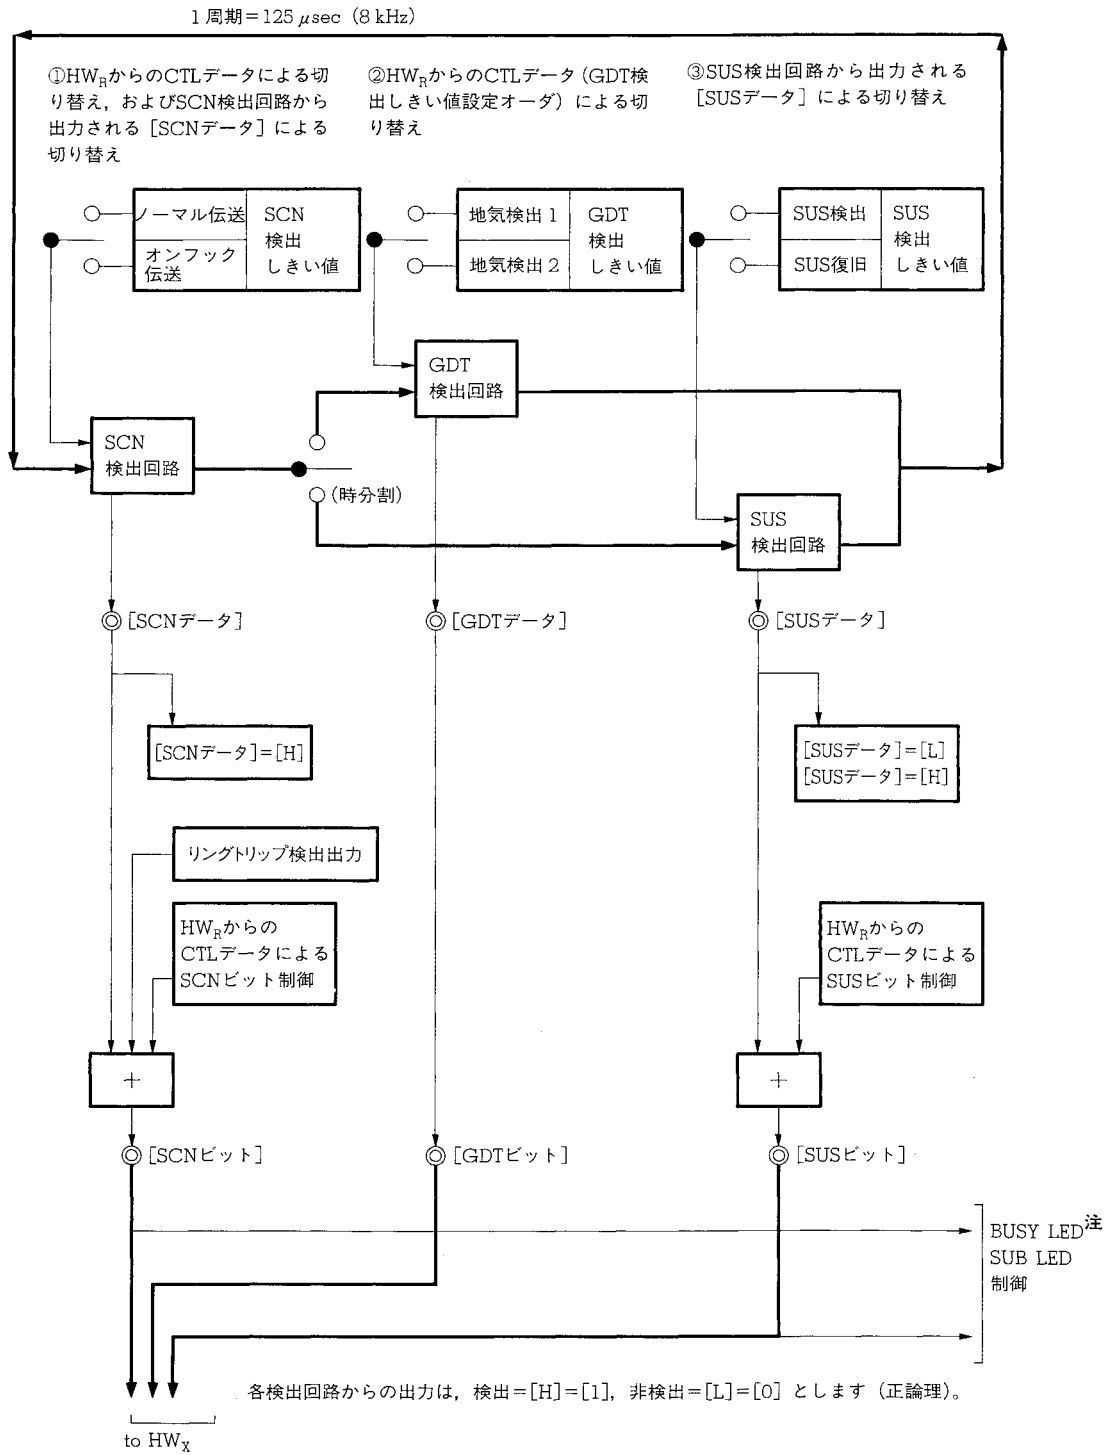 1 周期＝125 μsec (8 kHz)
①HWRからのCTLデータによる切
り替え，およびSCN検出回路から
出力される［SCNデータ］による
切り替え
②HWRからのCTLデータ（GDT検
出しきい値設定オーダ）による切
り替え
③SUS検出回路から出力される
［SUSデータ］による切り替え
ノーマル伝送
オンフック
伝送
SCN
検出
しきい値
地気検出1
地気検出2
GDT
検出
しきい値
SUS検出
SUS復旧
SUS
検出
しきい値
GDT
検出回路
SCN
検出回路
(時分割)
SUS
検出回路
[SCNデータ]
[GDTデータ]
[SUSデータ]
[SCNデータ]＝[H]
[SUSデータ]＝[L]
[SUSデータ]＝[H]
リングトリップ検出出力
HWRからの
CTLデータによる
SCNビット制御
HWRからの
CTLデータによる
SUSビット制御
＋
＋
[SCNビット]
[GDTビット]
[SUSビット]
BUSY LED注
SUB LED
制御
各検出回路からの出力は，検出＝[H]＝[1]，非検出＝[L]＝[0] とします（正論理）。
to HWX